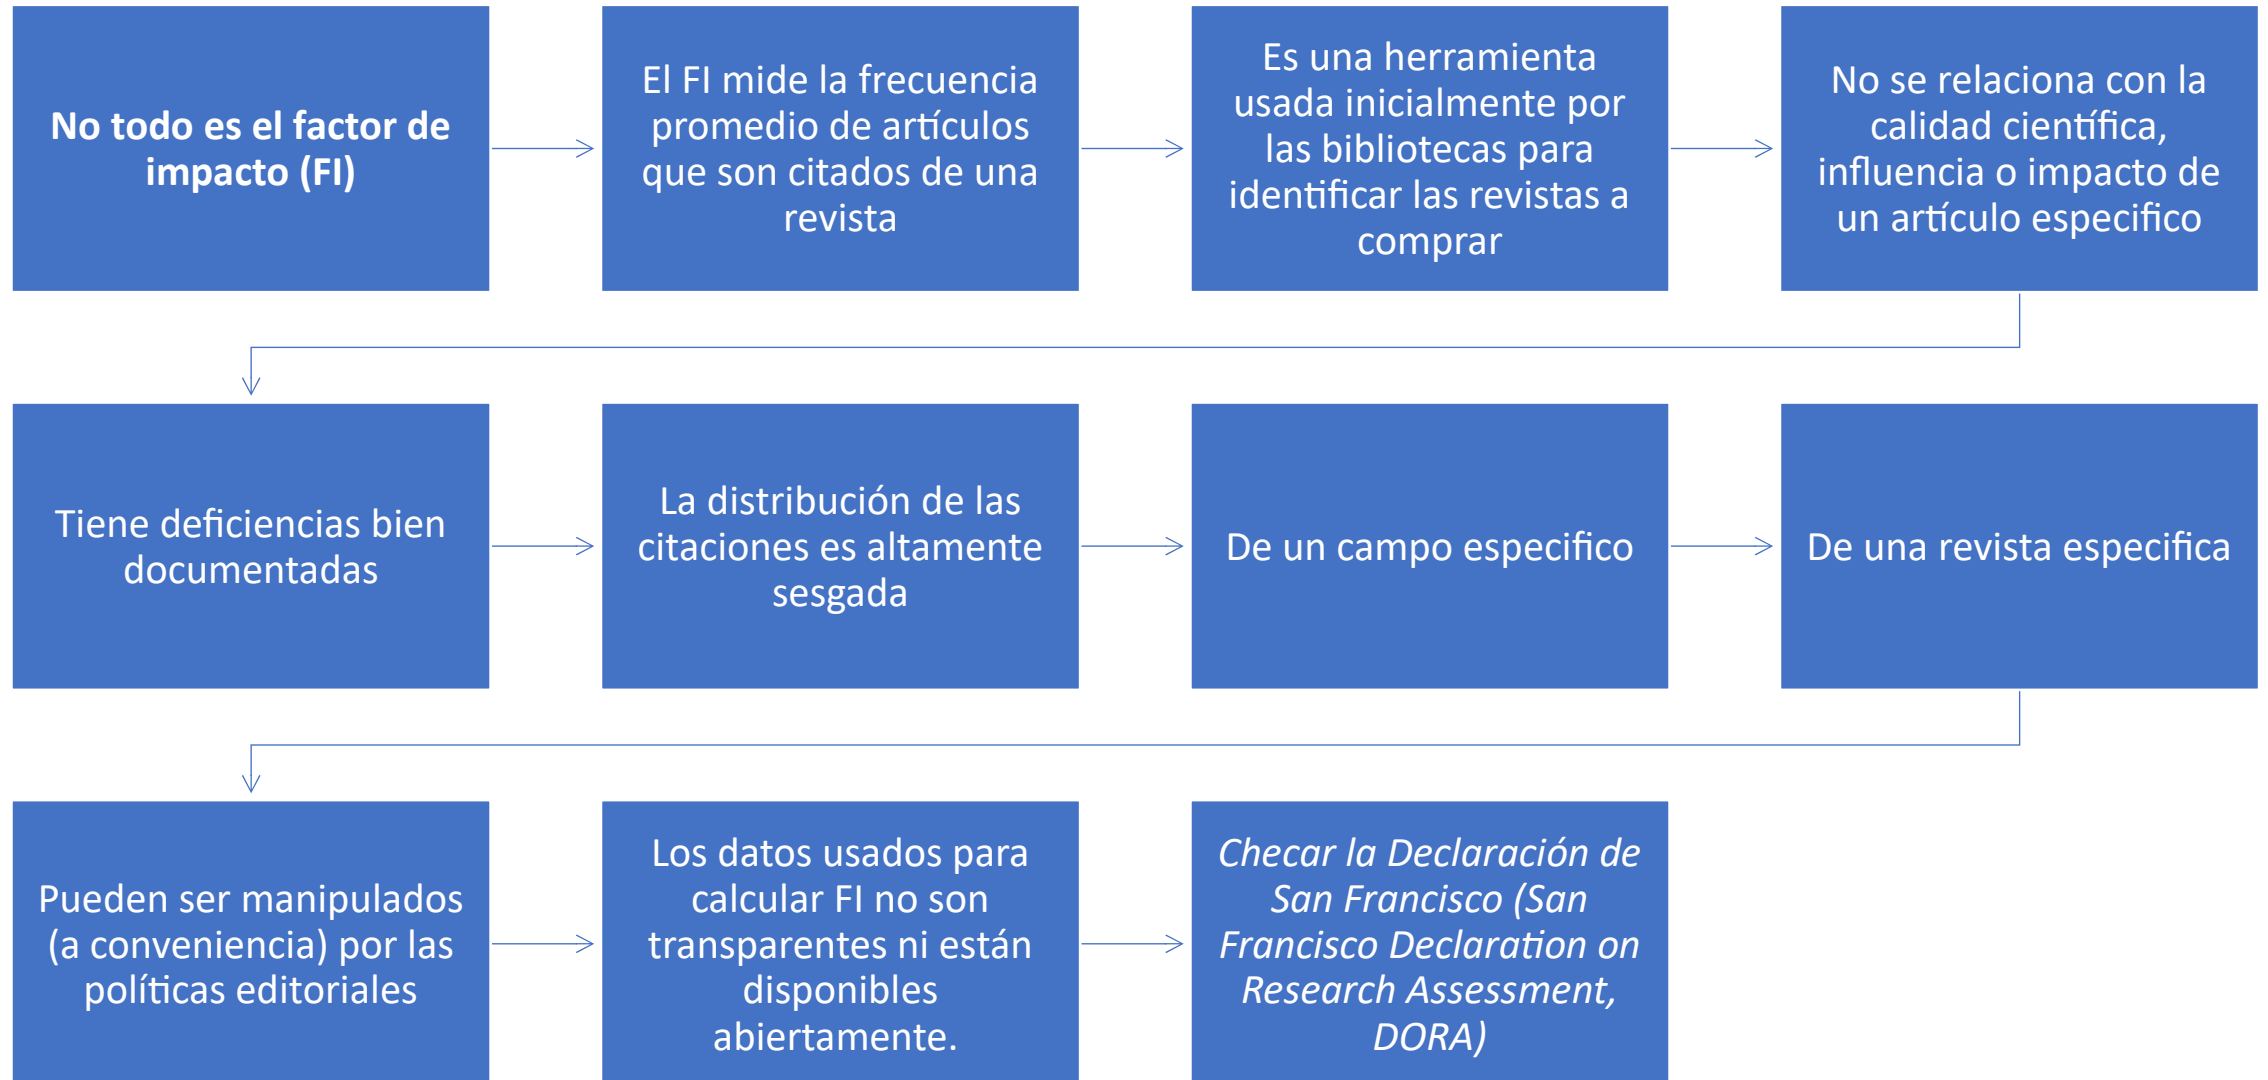 No todo es el factor de
impacto (FI)
El FI mide la frecuencia
promedio de artículos
que son citados de una
revista
Es una herramienta
usada inicialmente por
las bibliotecas para
identificar las revistas a
comprar
No se relaciona con la
calidad científica,
influencia o impacto de
un artículo especifico
Tiene deficiencias bien
documentadas
La distribución de las
citaciones es altamente
sesgada
De un campo especifico
De una revista especifica
Pueden ser manipulados
(a conveniencia) por las
políticas editoriales
Los datos usados para
calcular FI no son
transparentes ni están
disponibles
abiertamente.
Checar la Declaración de
San Francisco (San
Francisco Declaration on
Research Assessment,
DORA)